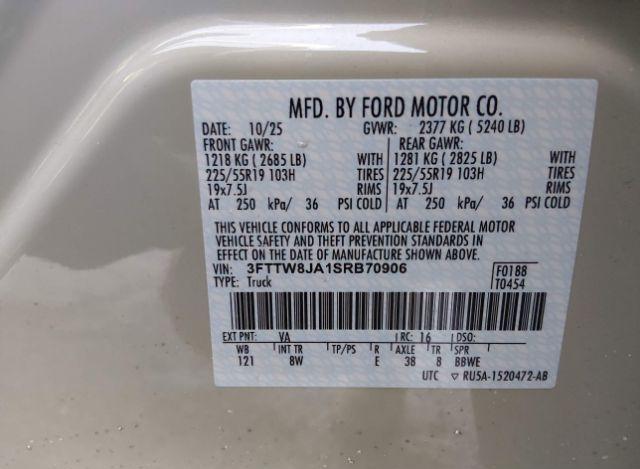 MFD. BY FORD MOTOR CO.
DATE: 10/25 GVWR: 2377 KG ( 5240 LB)
FRONT GAWR: REAR GAWR:
1218 KG ( 2685 LB) WITH 1281 KG ( 2825 LB) WITH
225/55R19 103H TIRES 225/55R19 103H TIRES
19x7.5J RIMS 19x7.5J RIMS
AT 250 kPa/ 36 PSI COLD AT 250 kPa/ 36 PSI COLD
THIS VEHICLE CONFORMS TO ALL APPLICABLE FEDERAL MOTOR
VEHICLE SAFETY AND THEFT PREVENTION STANDARDS IN
EFFECT ON THE DATE OF MANUFACTURE SHOWN ABOVE.
VIN: 3FTTW8JA1SRB70906 F0188
TYPE: Truck T0454
EXT PNT: VA RC: 16 DSO:
WB INT TR TP/PS R AXLE TR SPR
121 8W E 38 8 BBWE
UTC ▽ RU5A-1520472-AB